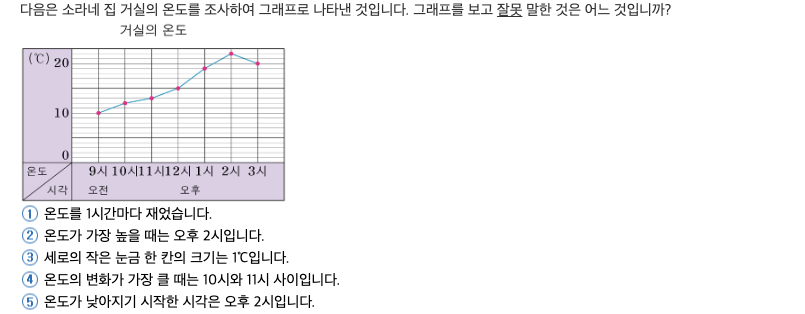 다음은 소라네 집 거실의 온도를 조사하여 그래프로 나타낸 것입니다. 그래프를 보고 잘못 말한 것은 어느 것입니까?
거실의 온도
(℃) 20
10
0
온도 9시 10시 11시 12시 1시 2시 3시
시각 오전 오후
① 온도를 1시간마다 재었습니다.
② 온도가 가장 높을 때는 오후 2시입니다.
③ 세로의 작은 눈금 한 칸의 크기는 1℃입니다.
④ 온도의 변화가 가장 클 때는 10시와 11시 사이입니다.
⑤ 온도가 낮아지기 시작한 시각은 오후 2시입니다.